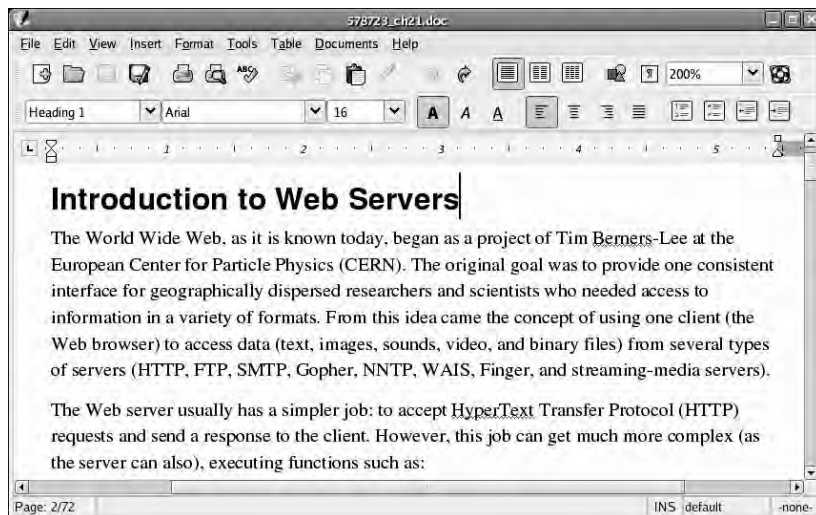 578723_ch21.doc
File Edit View Insert Format Tools Table Documents Help
ABC 200%
Heading 1 Arial 16 A A A
L 1 2 3 4 5
Introduction to Web Servers
The World Wide Web, as it is known today, began as a project of Tim Berners-Lee at the
European Center for Particle Physics (CERN). The original goal was to provide one consistent
interface for geographically dispersed researchers and scientists who needed access to
information in a variety of formats. From this idea came the concept of using one client (the
Web browser) to access data (text, images, sounds, video, and binary files) from several types
of servers (HTTP, FTP, SMTP, Gopher, NNTP, WAIS, Finger, and streaming-media servers).
The Web server usually has a simpler job: to accept HyperText Transfer Protocol (HTTP)
requests and send a response to the client. However, this job can get much more complex (as
the server can also), executing functions such as:
Page: 2/72 INS default -none-